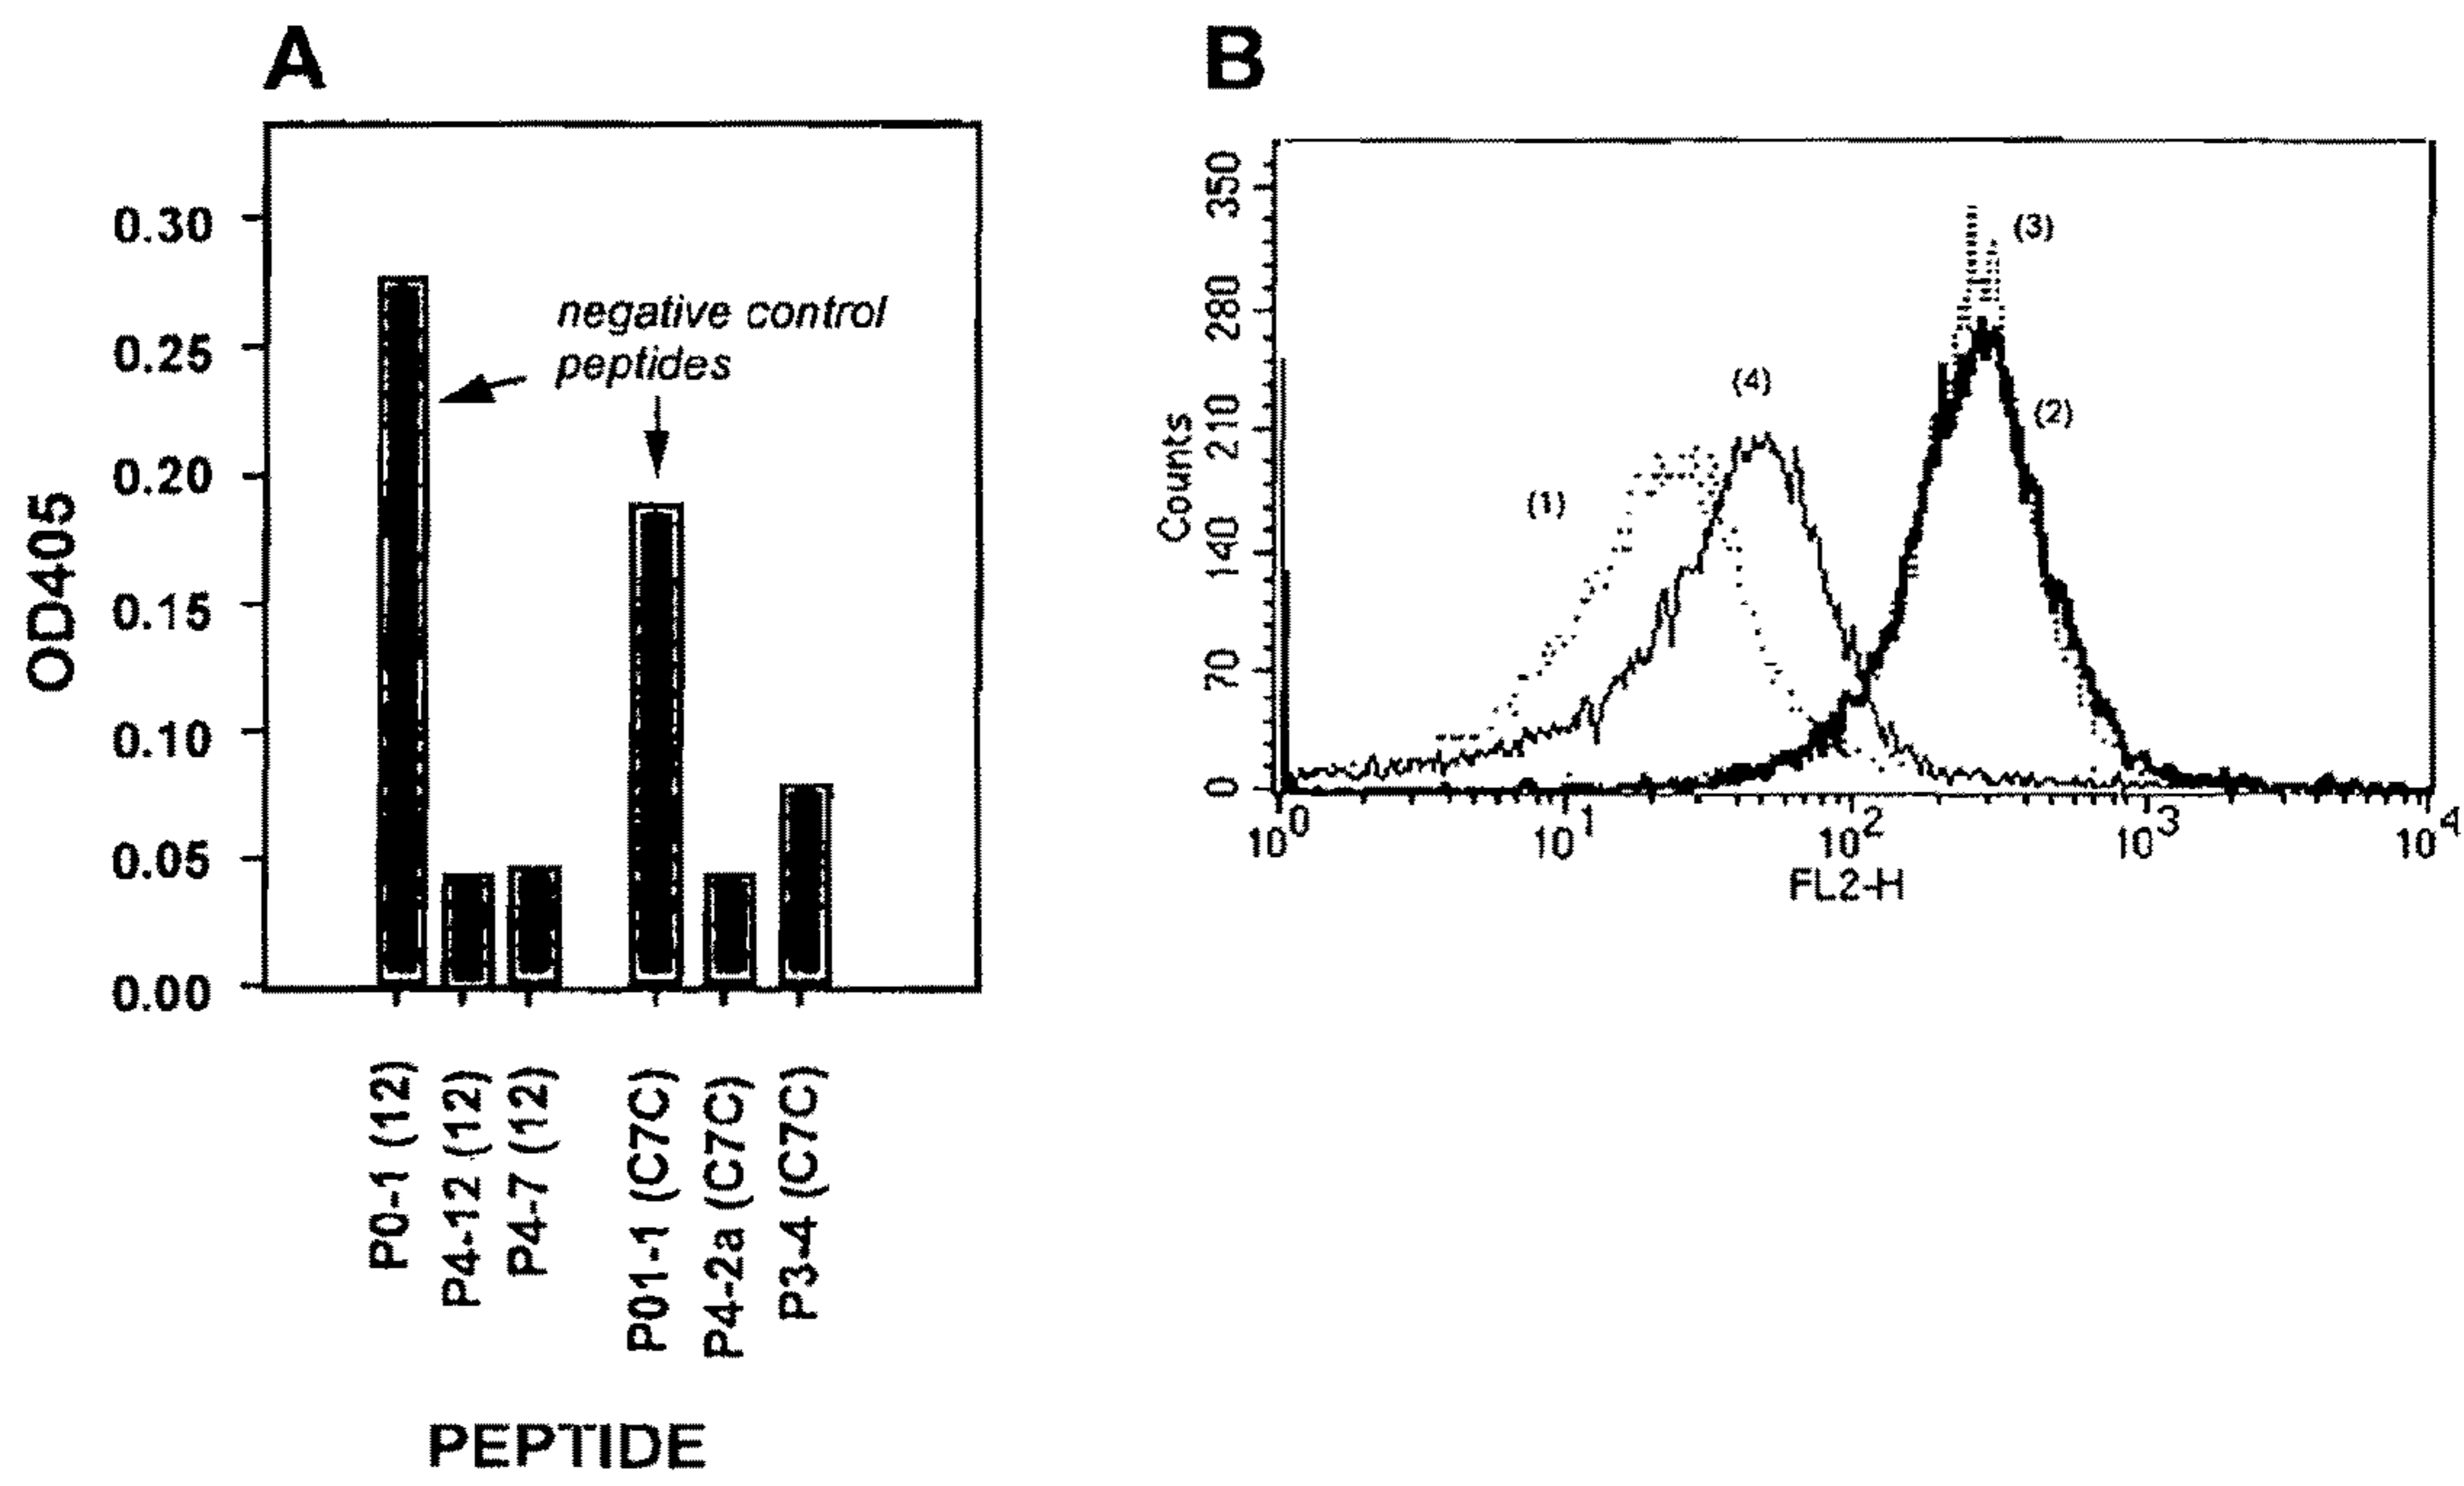 A
0.30
0.25
0.20
0.15
0.10
0.05
0.00
OD405
negative control
peptides
P0-1 (12)
P4-12 (12)
P4-7 (12)
P01-1 (C7C)
P4-2a (C7C)
P3-4 (C7C)
PEPTIDE
B
350
280
210
140
70
0
Counts
(1)
(4)
(3)
(2)
10^0
10^1
10^2
10^3
10^4
FL2-H